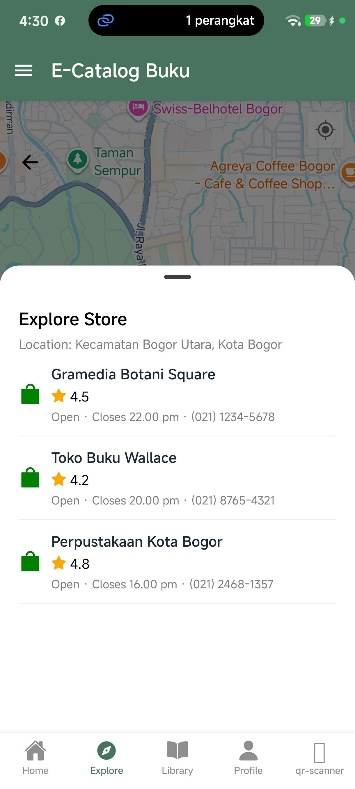 4:30
1 perangkat
29
E-Catalog Buku
Swiss-Belhotel Bogor
Taman
Sempur
Agreya Coffee Bogor
- Cafe & Coffee Shop...
Jl. Raya
Explore Store
Location: Kecamatan Bogor Utara, Kota Bogor
Gramedia Botani Square
4.5
Open · Closes 22.00 pm · (021) 1234-5678
Toko Buku Wallace
4.2
Open · Closes 20.00 pm · (021) 8765-4321
Perpustakaan Kota Bogor
4.8
Open · Closes 16.00 pm · (021) 2468-1357
Home
Explore
Library
Profile
qr-scanner